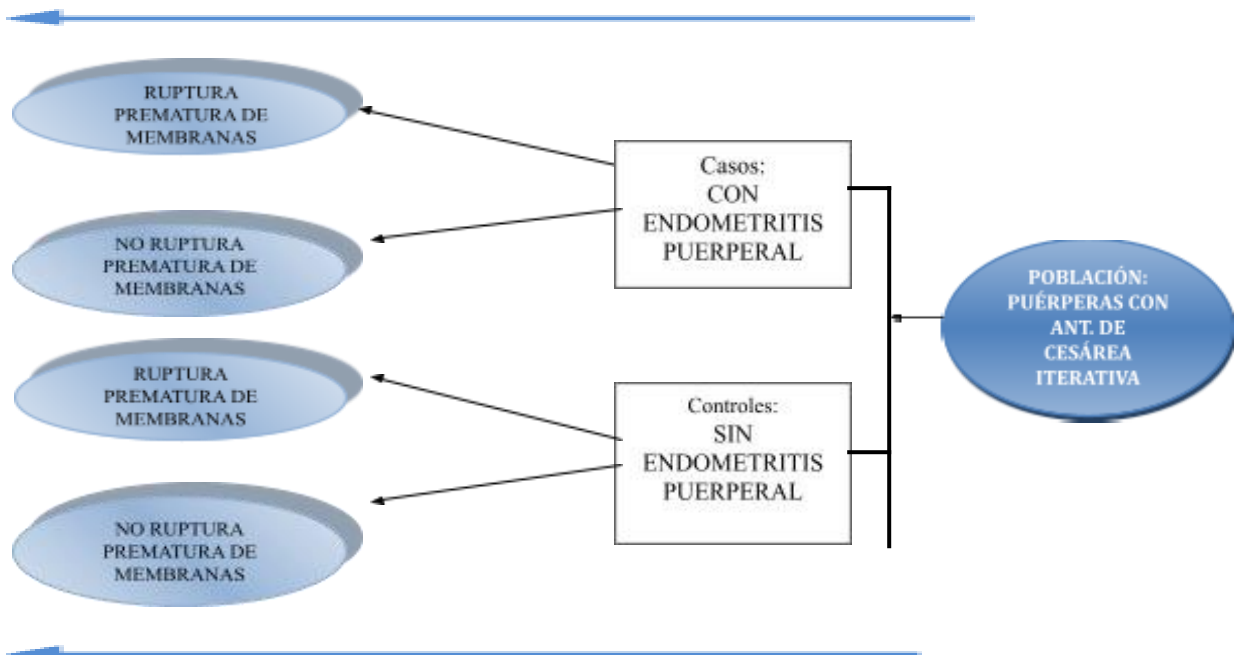 RUPTURA
PREMATURA DE
MEMBRANAS
NO RUPTURA
PREMATURA DE
MEMBRANAS
RUPTURA
PREMATURA DE
MEMBRANAS
NO RUPTURA
PREMATURA DE
MEMBRANAS
Casos:
CON
ENDOMETRITIS
PUERPERAL
Controles:
SIN
ENDOMETRITIS
PUERPERAL
POBLACIÓN:
PUÉRPERAS CON
ANT. DE
CESÁREA
ITERATIVA